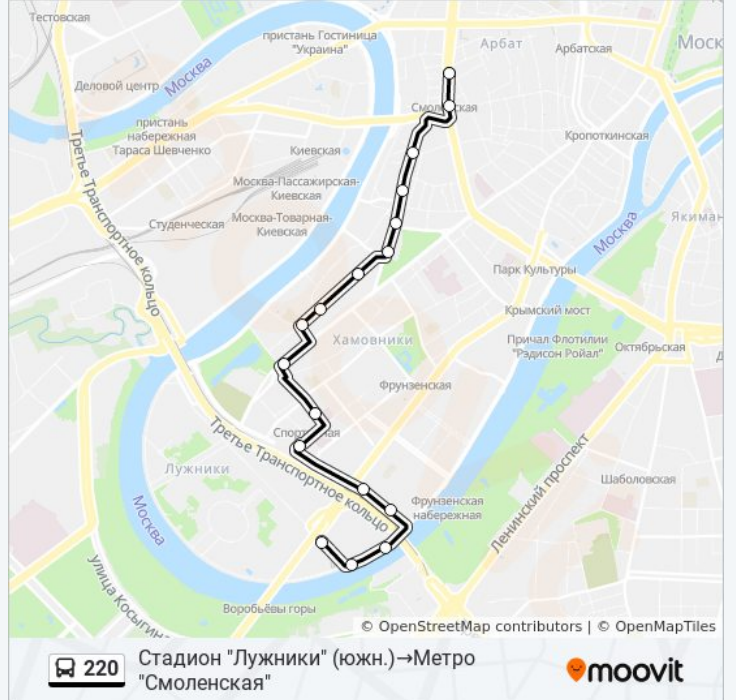 Тестовская
пристань Гостиница
"Украина"
Арбат
Арбатская
Моск
Москва
Деловой центр
Смоленская
пристань
набережная
Тараса Шевченко
Киевская
Кропоткинская
Третье Транспортное кольцо
Москва-Пассажирская-
Киевская
Москва-Товарная-
Киевская
Студенческая
Москва
Якиман
Парк Культуры
Крымский мост
Хамовники
Причал Флотилии
"Рэдисон Ройал"
Октябрьская
Фрунзенская
Спортивная
Третье Транспортное кольцо
Лужники
Ленинский проспект
Шаболовская
Москва
Фрунзенская
набережная
улица Косыгин
Воробьёвы горы
© OpenStreetMap contributors | © OpenMapTiles
220
Стадион "Лужники" (южн.)→Метро
"Смоленская"
moovit